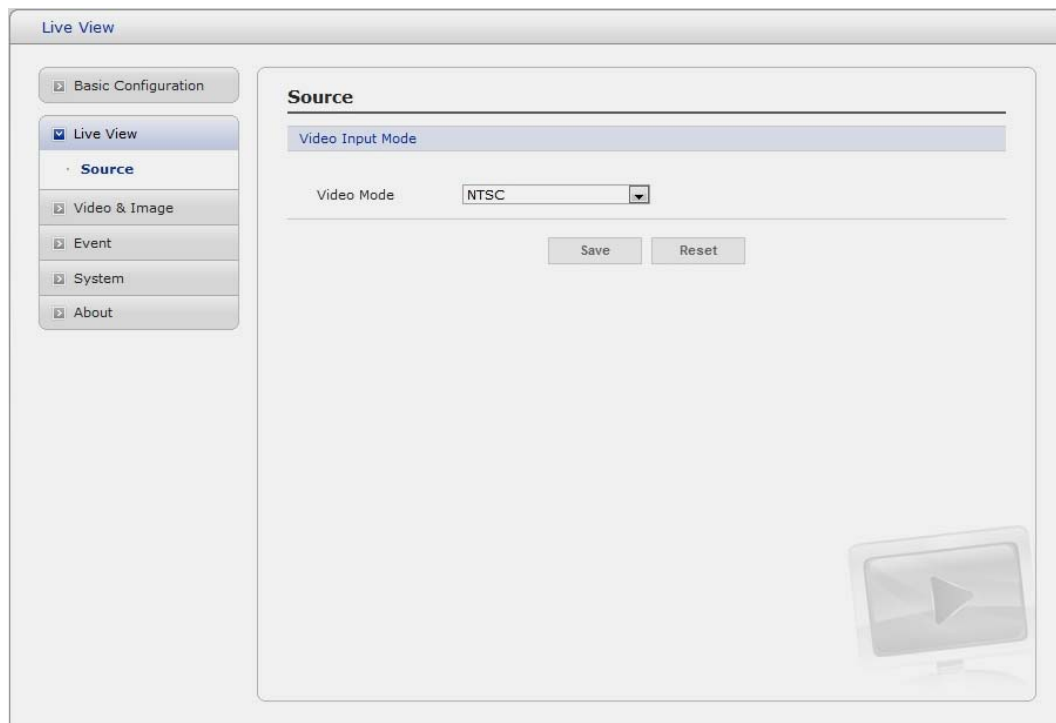 Live View
Basic Configuration
Live View
· Source
Video & Image
Event
System
About
Source
Video Input Mode
Video Mode NTSC
Save Reset